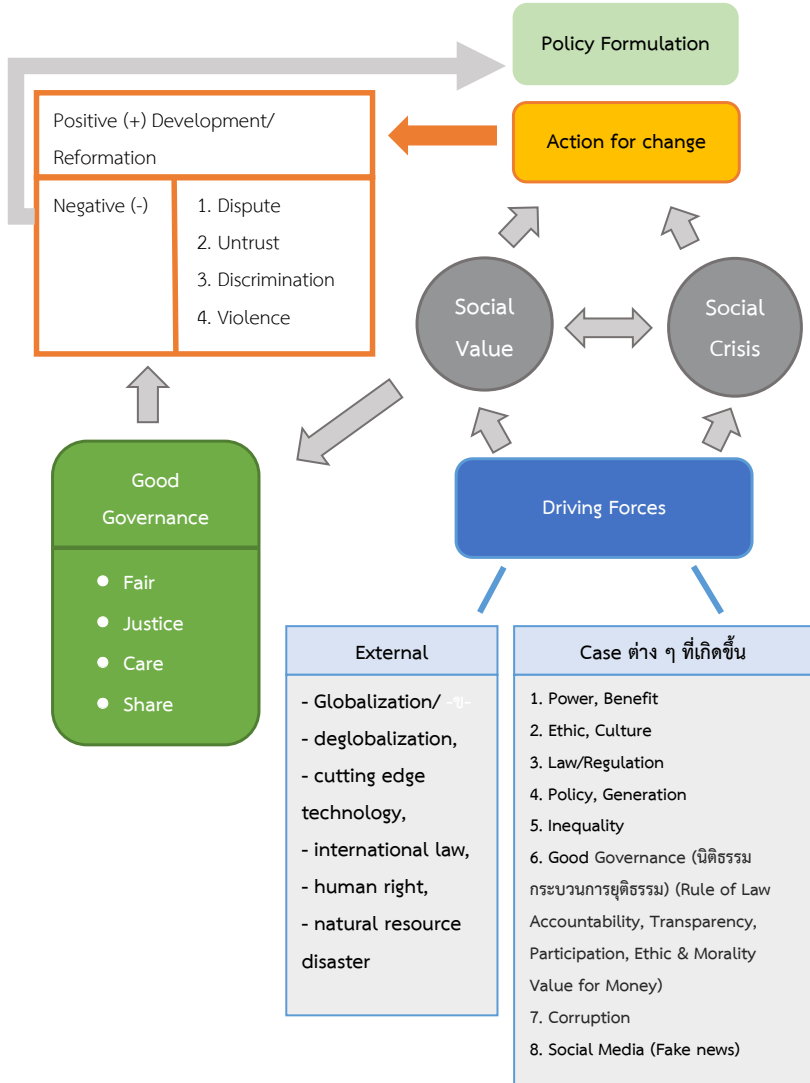 Policy Formulation
Action for change
Positive (+) Development/
Reformation
Negative (-)
1. Dispute
2. Untrust
3. Discrimination
4. Violence
Social
Value
Social
Crisis
Good
Governance
● Fair
● Justice
● Care
● Share
Driving Forces
External
- Globalization/ -ข-
- deglobalization,
- cutting edge
technology,
- international law,
- human right,
- natural resource
disaster
Case ต่าง ๆ ที่เกิดขึ้น
1. Power, Benefit
2. Ethic, Culture
3. Law/Regulation
4. Policy, Generation
5. Inequality
6. Good Governance (นิติธรรม
กระบวนการยุติธรรม) (Rule of Law
Accountability, Transparency,
Participation, Ethic & Morality
Value for Money)
7. Corruption
8. Social Media (Fake news)